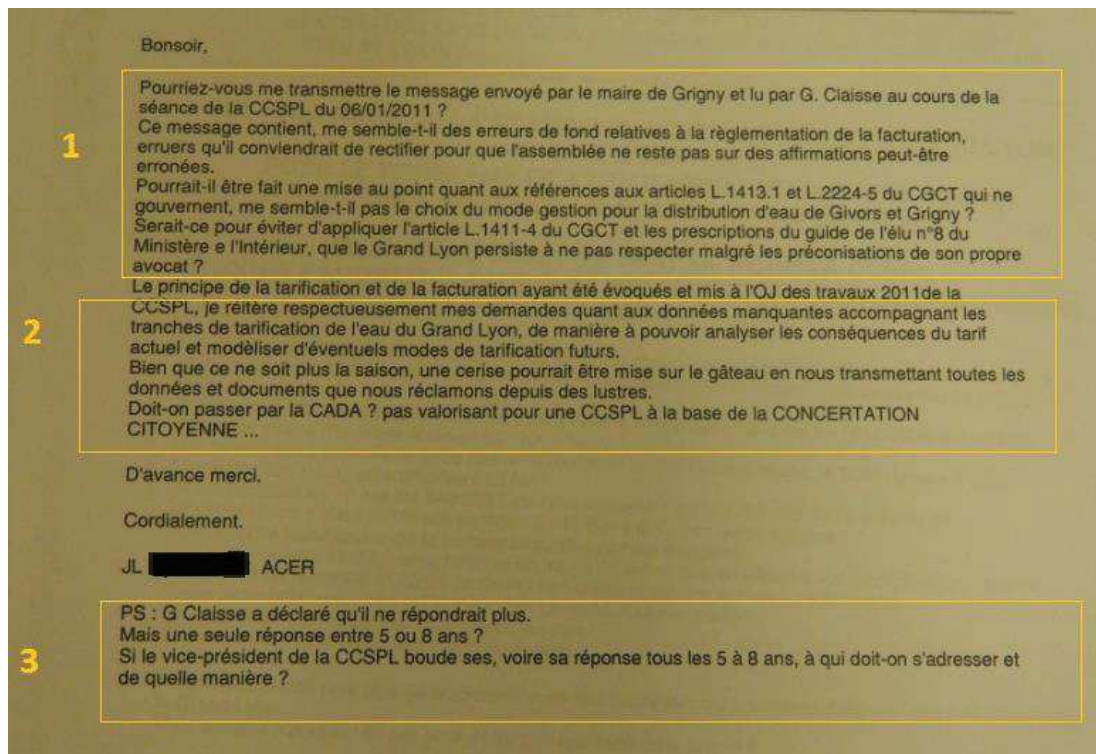 Bonsoir,
Pourriez-vous me transmettre le message envoyé par le maire de Grigny et lu par G. Claisse au cours de la
séance de la CCSPL du 06/01/2011 ?
1
Ce message contient, me semble-t-il des erreurs de fond relatives à la règlementation de la facturation,
erruers qu'il conviendrait de rectifier pour que l'assemblée ne reste pas sur des affirmations peut-être
erronées.
Pourrait-il être fait une mise au point quant aux références aux articles L.1413.1 et L.2224-5 du CGCT qui ne
gouvernent, me semble-t-il pas le choix du mode gestion pour la distribution d'eau de Givors et Grigny ?
Serait-ce pour éviter d'appliquer l'article L.1411-4 du CGCT et les prescriptions du guide de l'élu n°8 du
Ministère e l'Intérieur, que le Grand Lyon persiste à ne pas respecter malgré les préconisations de son propre
avocat ?
Le principe de la tarification et de la facturation ayant été évoqués et mis à l'OJ des travaux 2011de la
CCSPL, je réitère respectueusement mes demandes quant aux données manquantes accompagnant les
2
tranches de tarification de l'eau du Grand Lyon, de manière à pouvoir analyser les conséquences du tarif
actuel et modèliser d'éventuels modes de tarification futurs.
Bien que ce ne soit plus la saison, une cerise pourrait être mise sur le gâteau en nous transmettant toutes les
données et documents que nous réclamons depuis des lustres.
Doit-on passer par la CADA ? pas valorisant pour une CCSPL à la base de la CONCERTATION
CITOYENNE ...
D'avance merci.
Cordialement.
JL ACER
PS : G Claisse a déclaré qu'il ne répondrait plus.
Mais une seule réponse entre 5 ou 8 ans ?
3
Si le vice-président de la CCSPL boude ses, voire sa réponse tous les 5 à 8 ans, à qui doit-on s'adresser et
de quelle manière ?